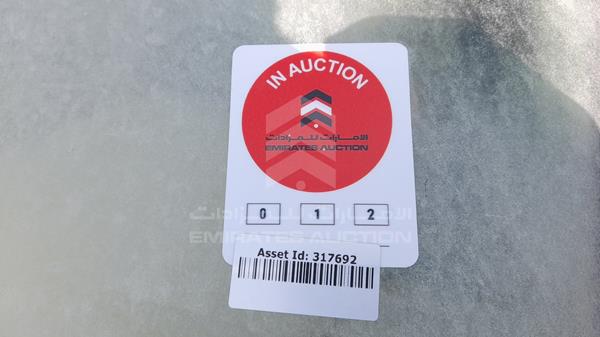 IN AUCTION
الامارات للمزادات
EMIRATES AUCTION
0 1 2
الامارات للمزادات
EMIRATES AUCTION
Asset Id: 317692